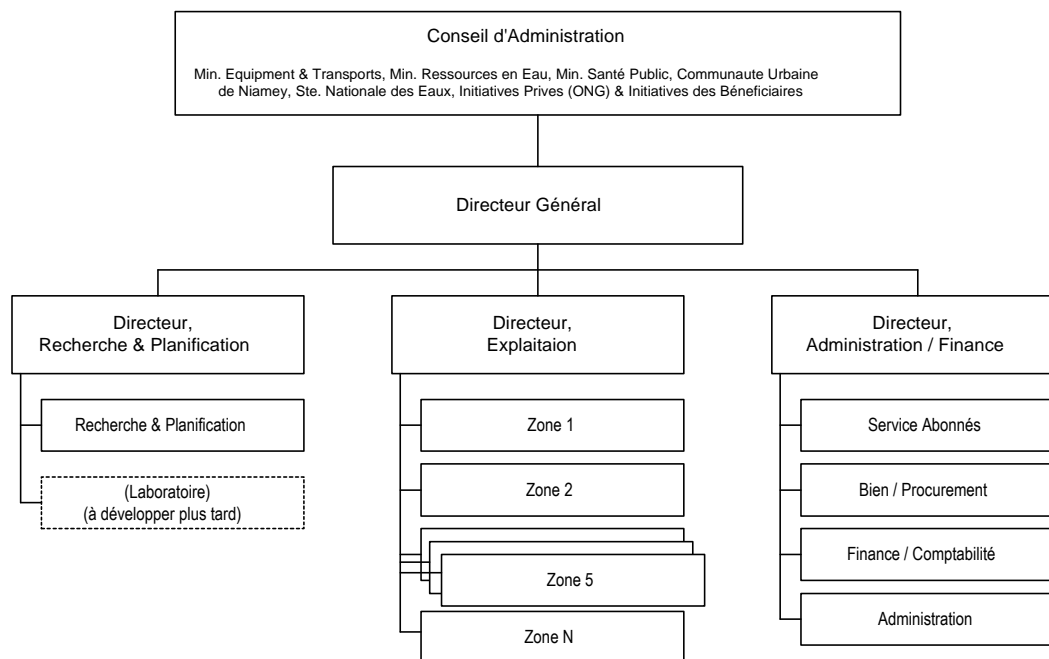 Conseil d'Administration
Min. Equipment & Transports, Min. Ressources en Eau, Min. Santé Public, Communaute Urbaine
de Niamey, Ste. Nationale des Eaux, Initiatives Prives (ONG) & Initiatives des Béneficiaires
Directeur Général
Directeur,
Recherche & Planification
Recherche & Planification
(Laboratoire)
(à développer plus tard)
Directeur,
Explaitaion
Zone 1
Zone 2
Zone 5
Zone N
Directeur,
Administration / Finance
Service Abonnés
Bien / Procurement
Finance / Comptabilité
Administration